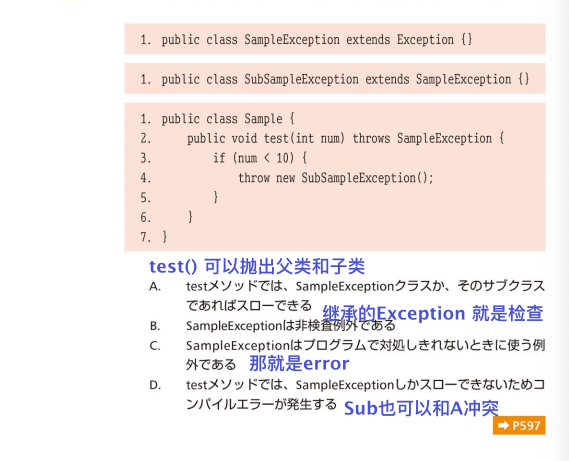 1. public class SampleException extends Exception {}
1. public class SubSampleException extends SampleException {}
1. public class Sample {
2. public void test(int num) throws SampleException {
3. if (num < 10) {
4. throw new SubSampleException();
5. }
6. }
7. }
test() 可以抛出父类和子类
A. testメソッドでは、SampleExceptionクラスか、そのサブクラス
であればスローできる
继承的Exception 就是检查
B. SampleExceptionは非検査例外である
C. SampleExceptionはプログラムで対処しきれないときに使う例
外である 那就是error
D. testメソッドでは、SampleExceptionしかスローできないためコ
ンパイルエラーが発生する Sub也可以和A冲突
➡ P597